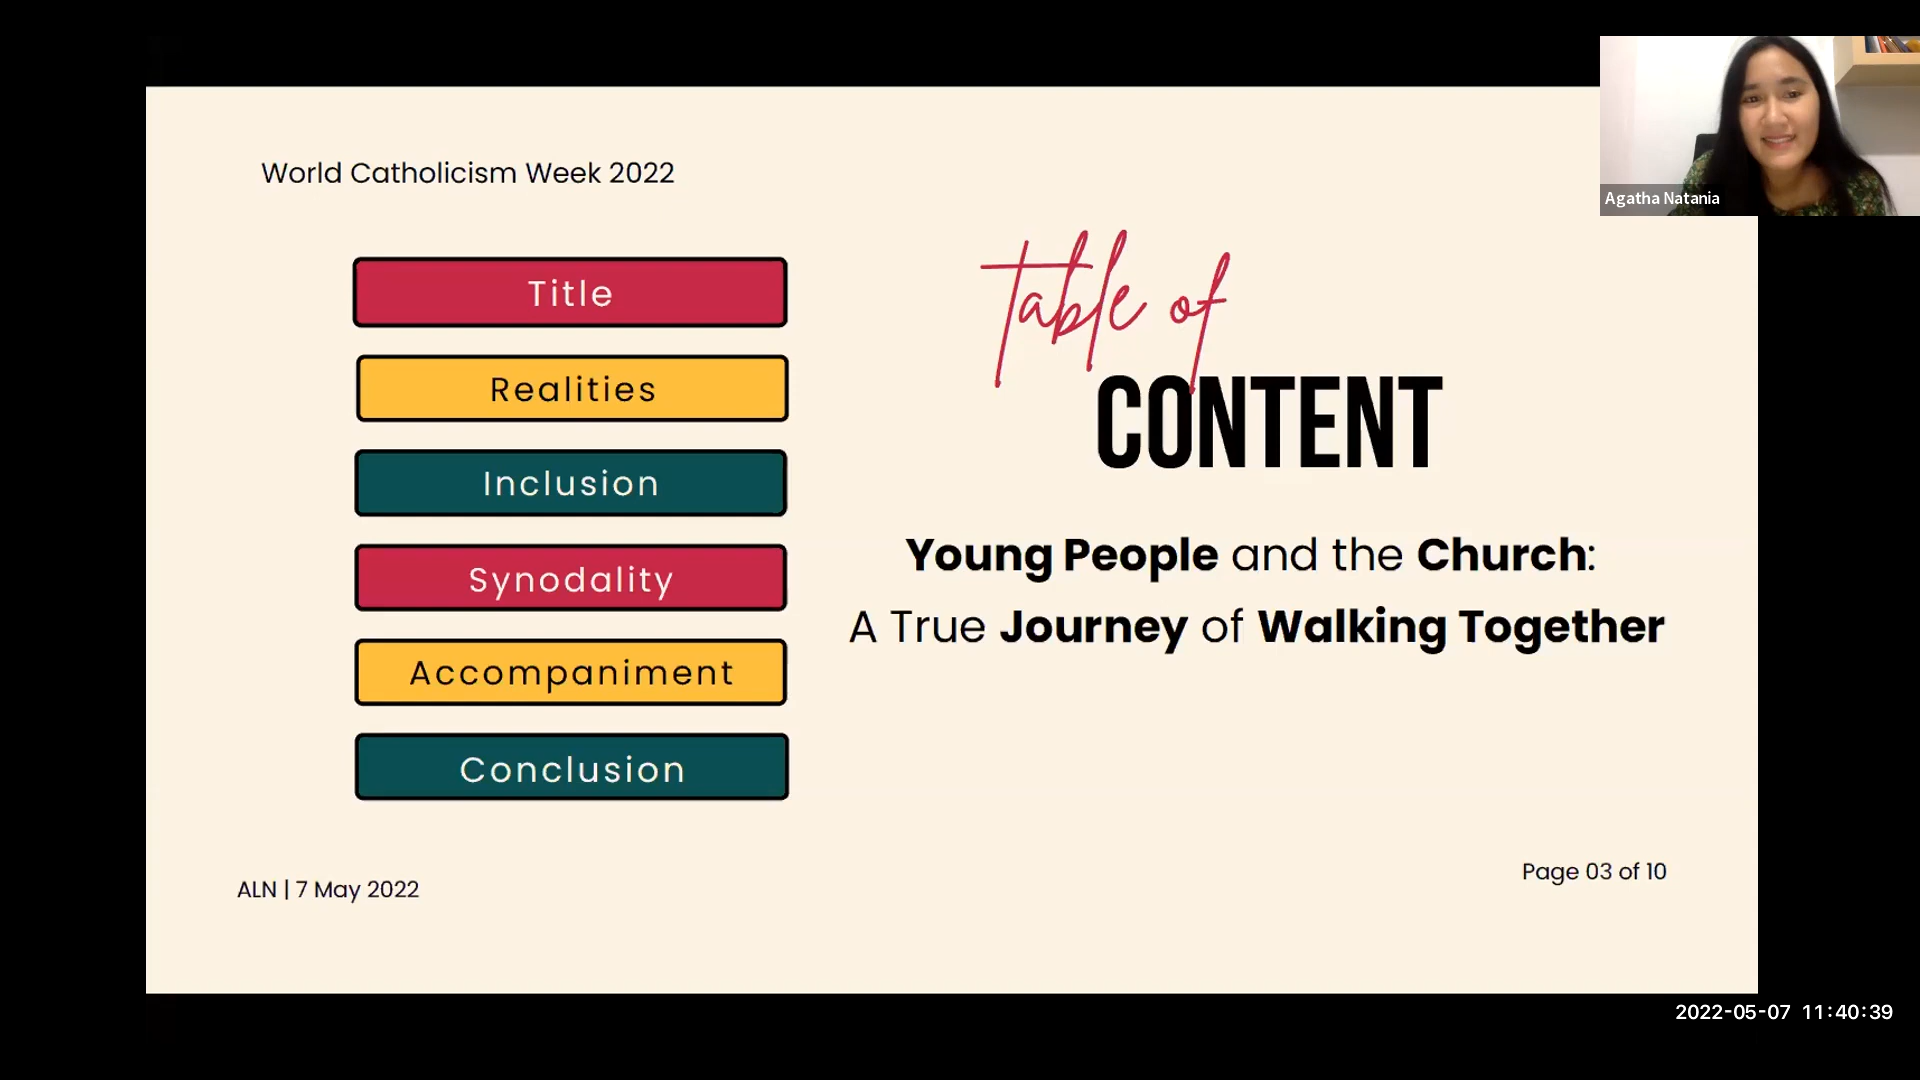 World Catholicism Week 2022
Title
Realities
Inclusion
Synodality
Accompaniment
Conclusion
table of
CONTENT
Young People and the Church:
A True Journey of Walking Together
ALN | 7 May 2022
Page 03 of 10
Agatha Natania
2022-05-07 11:40:39